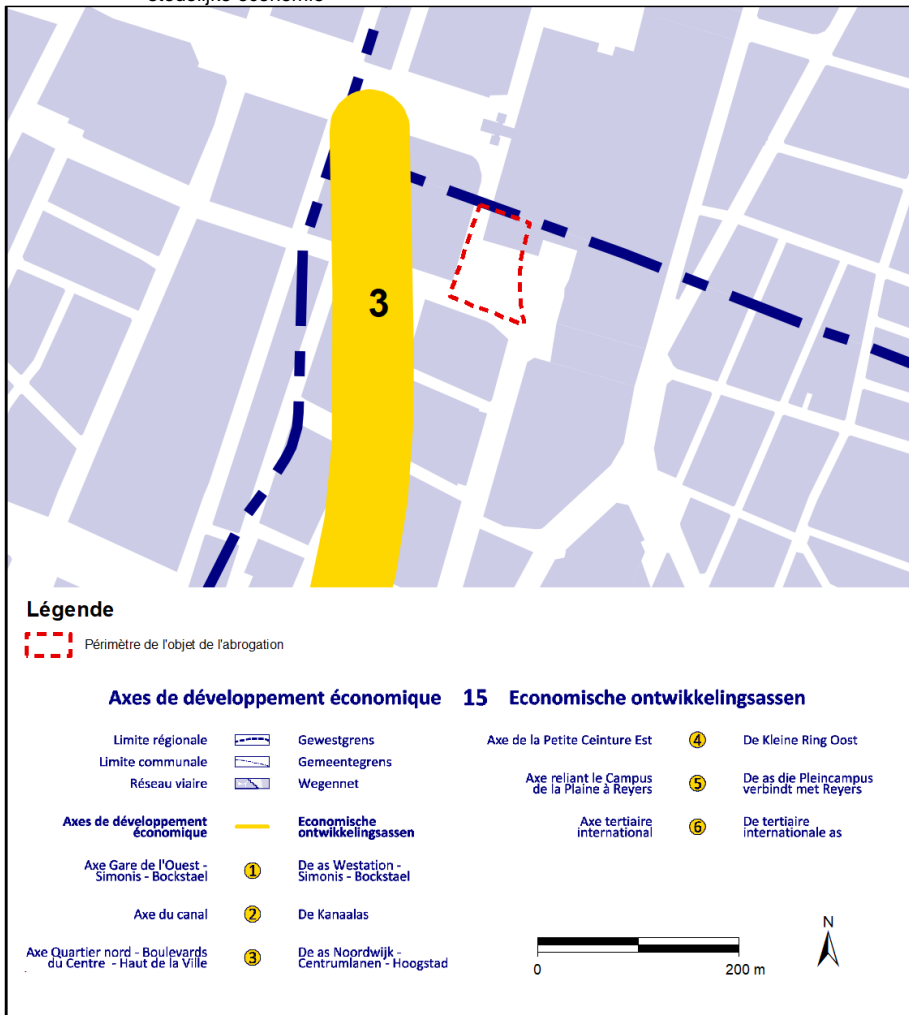 stedelijke economie
3
Légende
Périmètre de l'objet de l'abrogation
Axes de développement économique 15 Economische ontwikkelingsassen
Limite régionale Gewestgrens
Limite communale Gemeentegrens
Réseau viaire Wegennet
Axes de développement
économique
Economische
ontwikkelingsassen
Axe Gare de l'Ouest -
Simonis - Bockstael
1
De as Weststation -
Simonis - Bockstael
Axe du canal 2 De Kanaalas
Axe Quartier nord - Boulevards
du Centre - Haut de la Ville
3
De as Noordwijk -
Centrumlanen - Hoogstad
Axe de la Petite Ceinture Est 4 De Kleine Ring Oost
Axe reliant le Campus
de la Plaine à Reyers
5
De as die Pleincampus
verbindt met Reyers
Axe tertiaire
international
6
De tertiaire
internationale as
0 200 m
N